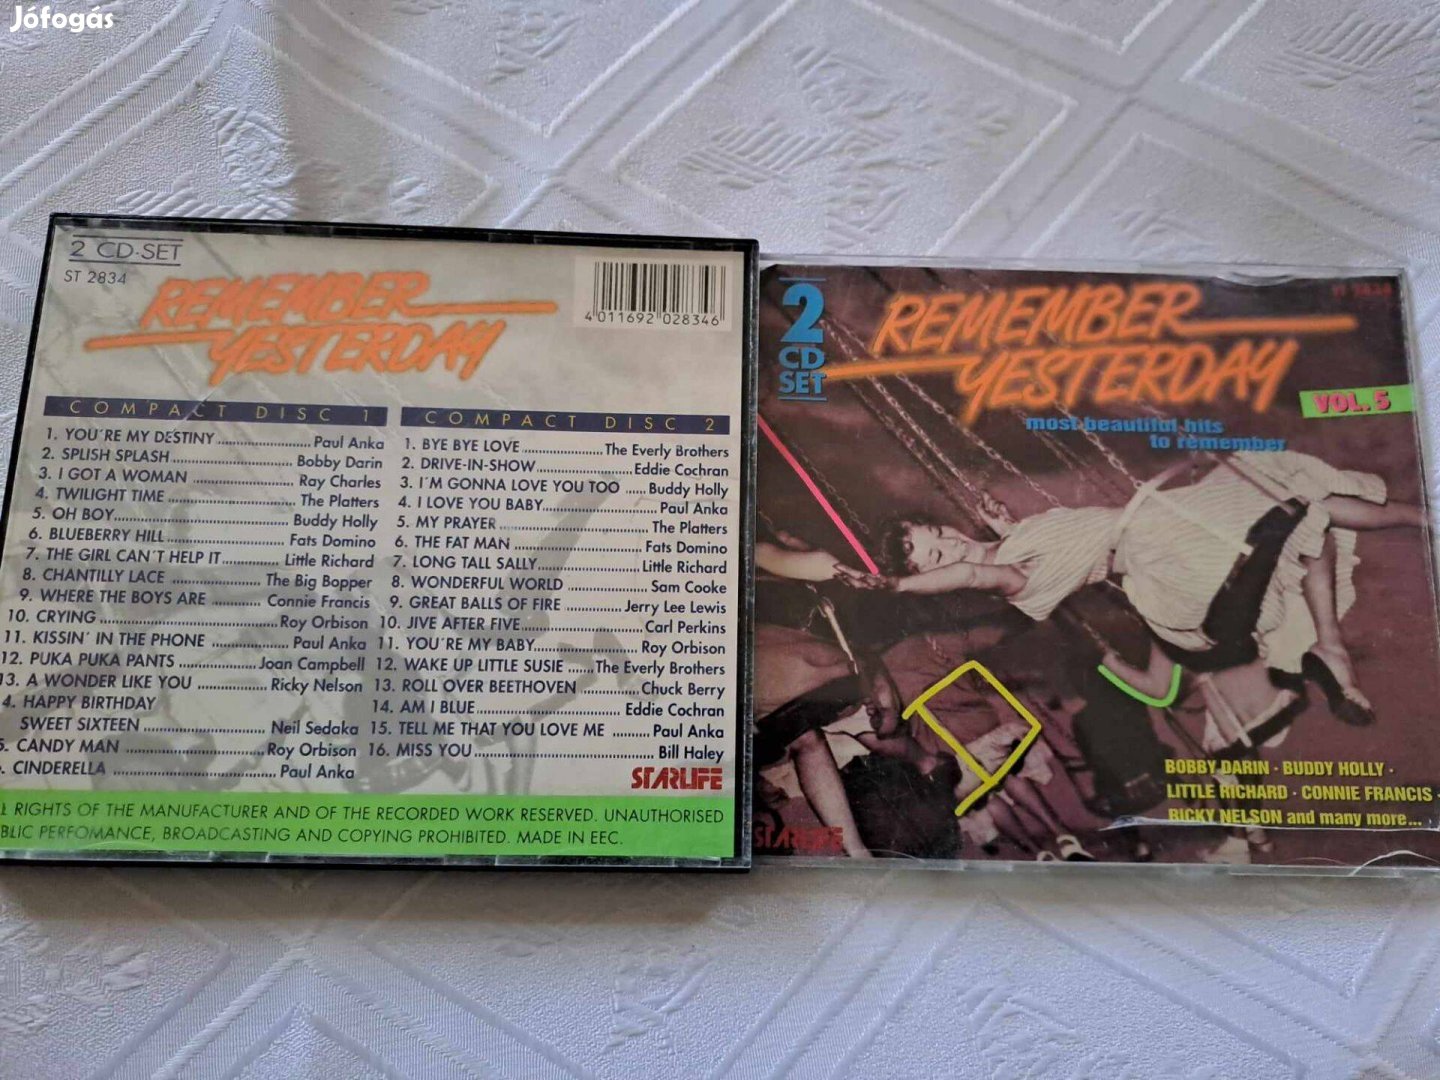 Jófogás
2 CD-SET
ST 2834
REMEMBER
YESTERDAY
4 011692 028346
COMPACT DISC 1
1. YOU'RE MY DESTINY ........ Paul Anka
2. SPLISH SPLASH ........ Bobby Darin
3. I GOT A WOMAN ........ Ray Charles
4. TWILIGHT TIME ........ The Platters
5. OH BOY ........ Buddy Holly
6. BLUEBERRY HILL ........ Fats Domino
7. THE GIRL CAN'T HELP IT ........ Little Richard
8. CHANTILLY LACE ........ The Big Bopper
9. WHERE THE BOYS ARE ........ Connie Francis
10. CRYING ........ Roy Orbison
11. KISSIN' IN THE PHONE ........ Paul Anka
12. PUKA PUKA PANTS ........ Joan Campbell
13. A WONDER LIKE YOU ........ Ricky Nelson
4. HAPPY BIRTHDAY
SWEET SIXTEEN ........ Neil Sedaka
5. CANDY MAN ........ Roy Orbison
. CINDERELLA ........ Paul Anka
COMPACT DISC 2
1. BYE BYE LOVE ........ The Everly Brothers
2. DRIVE-IN-SHOW ........ Eddie Cochran
3. I'M GONNA LOVE YOU TOO ...... Buddy Holly
4. I LOVE YOU BABY ........ Paul Anka
5. MY PRAYER ........ The Platters
6. THE FAT MAN ........ Fats Domino
7. LONG TALL SALLY ........ Little Richard
8. WONDERFUL WORLD ........ Sam Cooke
9. GREAT BALLS OF FIRE ........ Jerry Lee Lewis
10. JIVE AFTER FIVE ........ Carl Perkins
11. YOU'RE MY BABY ........ Roy Orbison
12. WAKE UP LITTLE SUSIE ...... The Everly Brothers
13. ROLL OVER BEETHOVEN ........ Chuck Berry
14. AM I BLUE ........ Eddie Cochran
15. TELL ME THAT YOU LOVE ME ........ Paul Anka
16. MISS YOU ........ Bill Haley
STARLIFE
L RIGHTS OF THE MANUFACTURER AND OF THE RECORDED WORK RESERVED. UNAUTHORISED
BLIC PERFOMANCE, BROADCASTING AND COPYING PROHIBITED. MADE IN EEC.
2
CD
SET
ST 2834
REMEMBER
YESTERDAY
VOL. 5
most beautiful hits
to remember
BOBBY DARIN · BUDDY HOLLY ·
LITTLE RICHARD · CONNIE FRANCIS ·
RICKY NELSON and many more...
STARLIFE